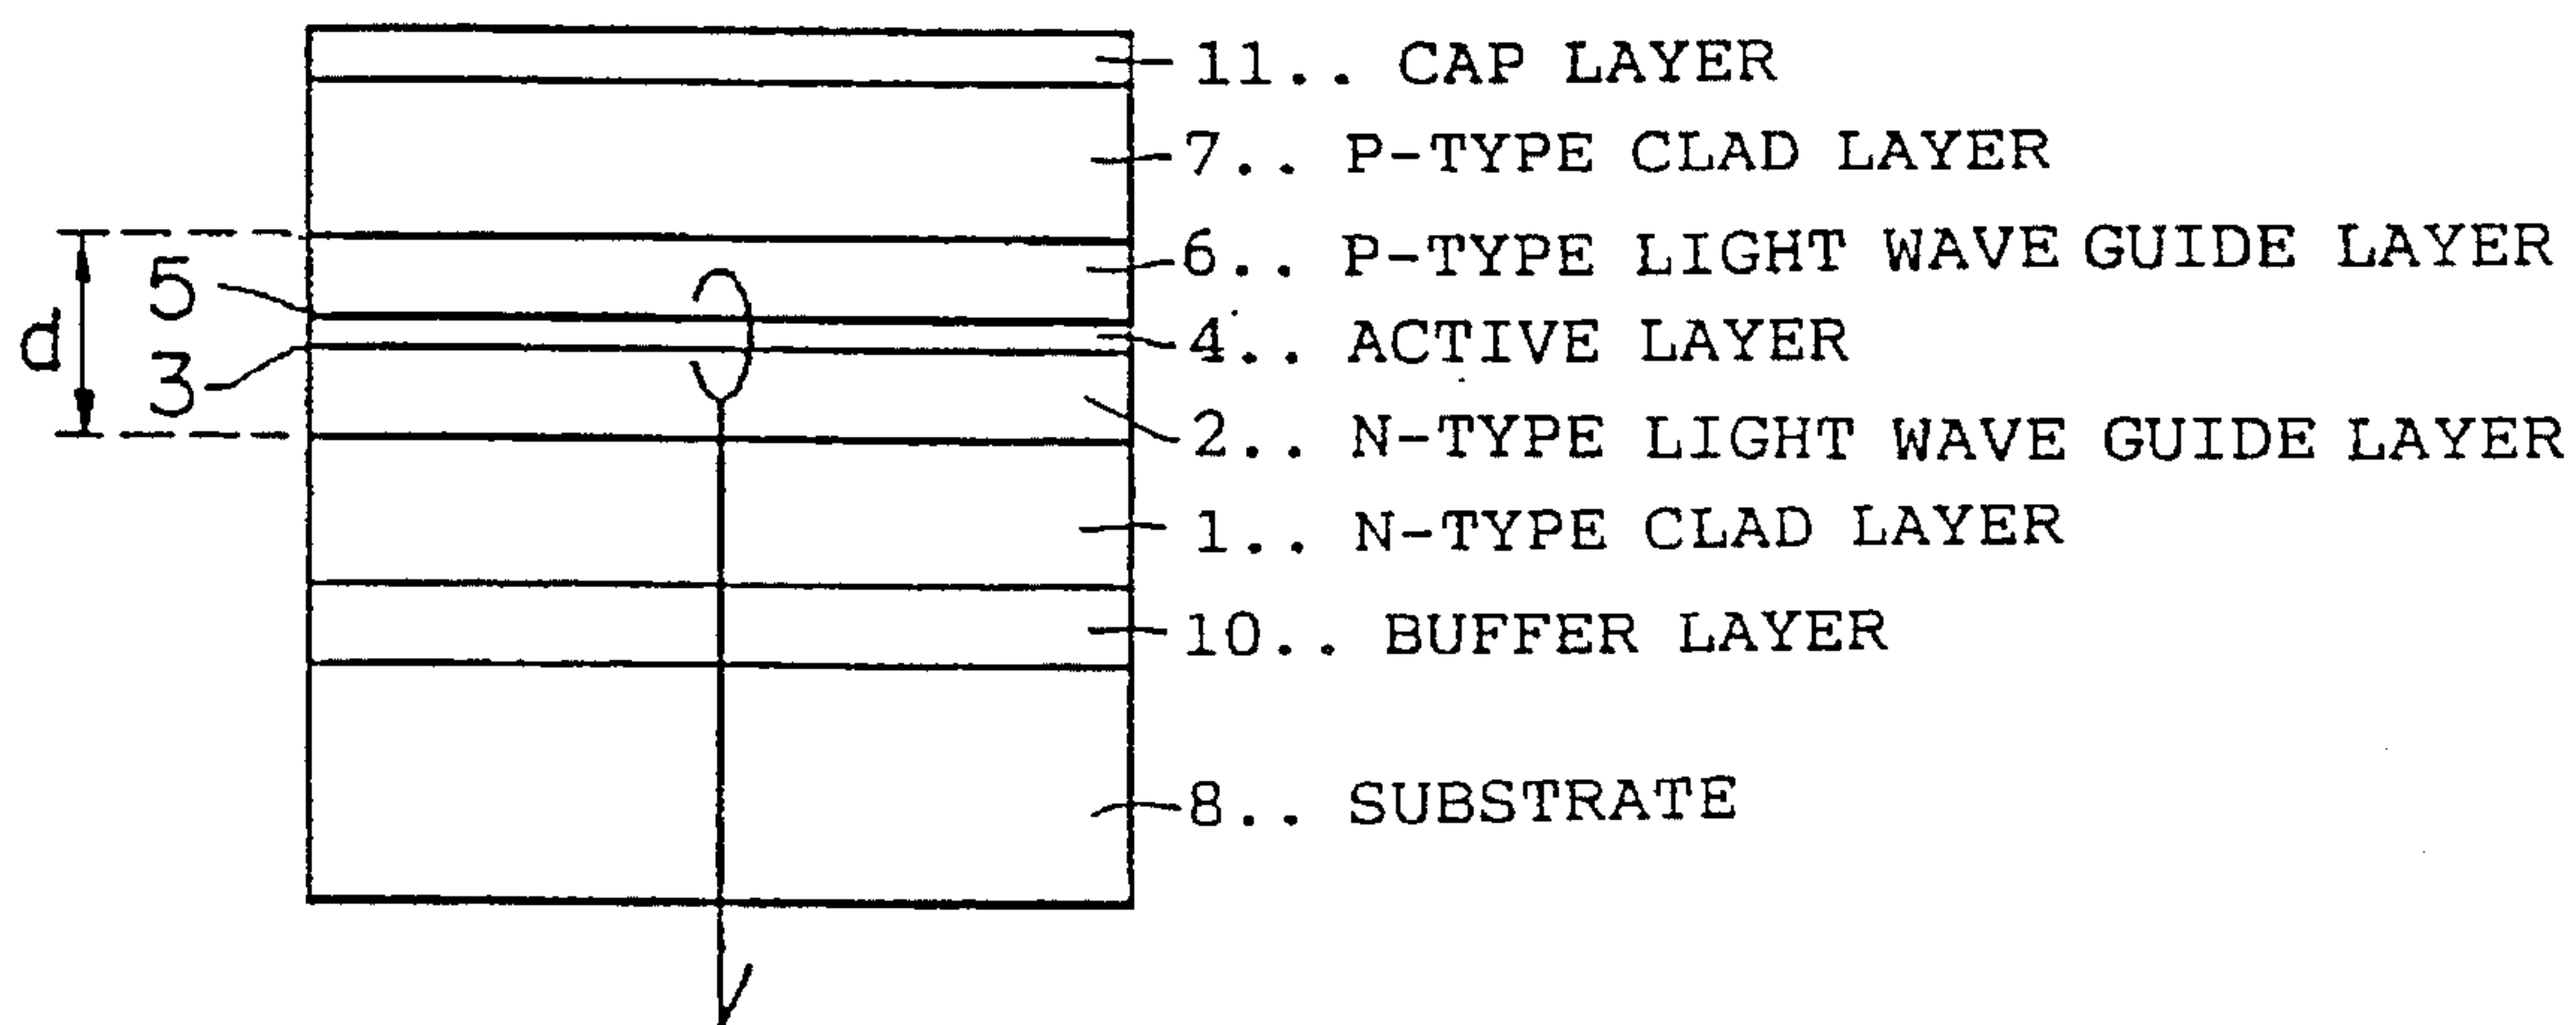 11.. CAP LAYER
7.. P-TYPE CLAD LAYER
6.. P-TYPE LIGHT WAVE GUIDE LAYER
5
d
4.. ACTIVE LAYER
3
2.. N-TYPE LIGHT WAVE GUIDE LAYER
1.. N-TYPE CLAD LAYER
10.. BUFFER LAYER
8.. SUBSTRATE